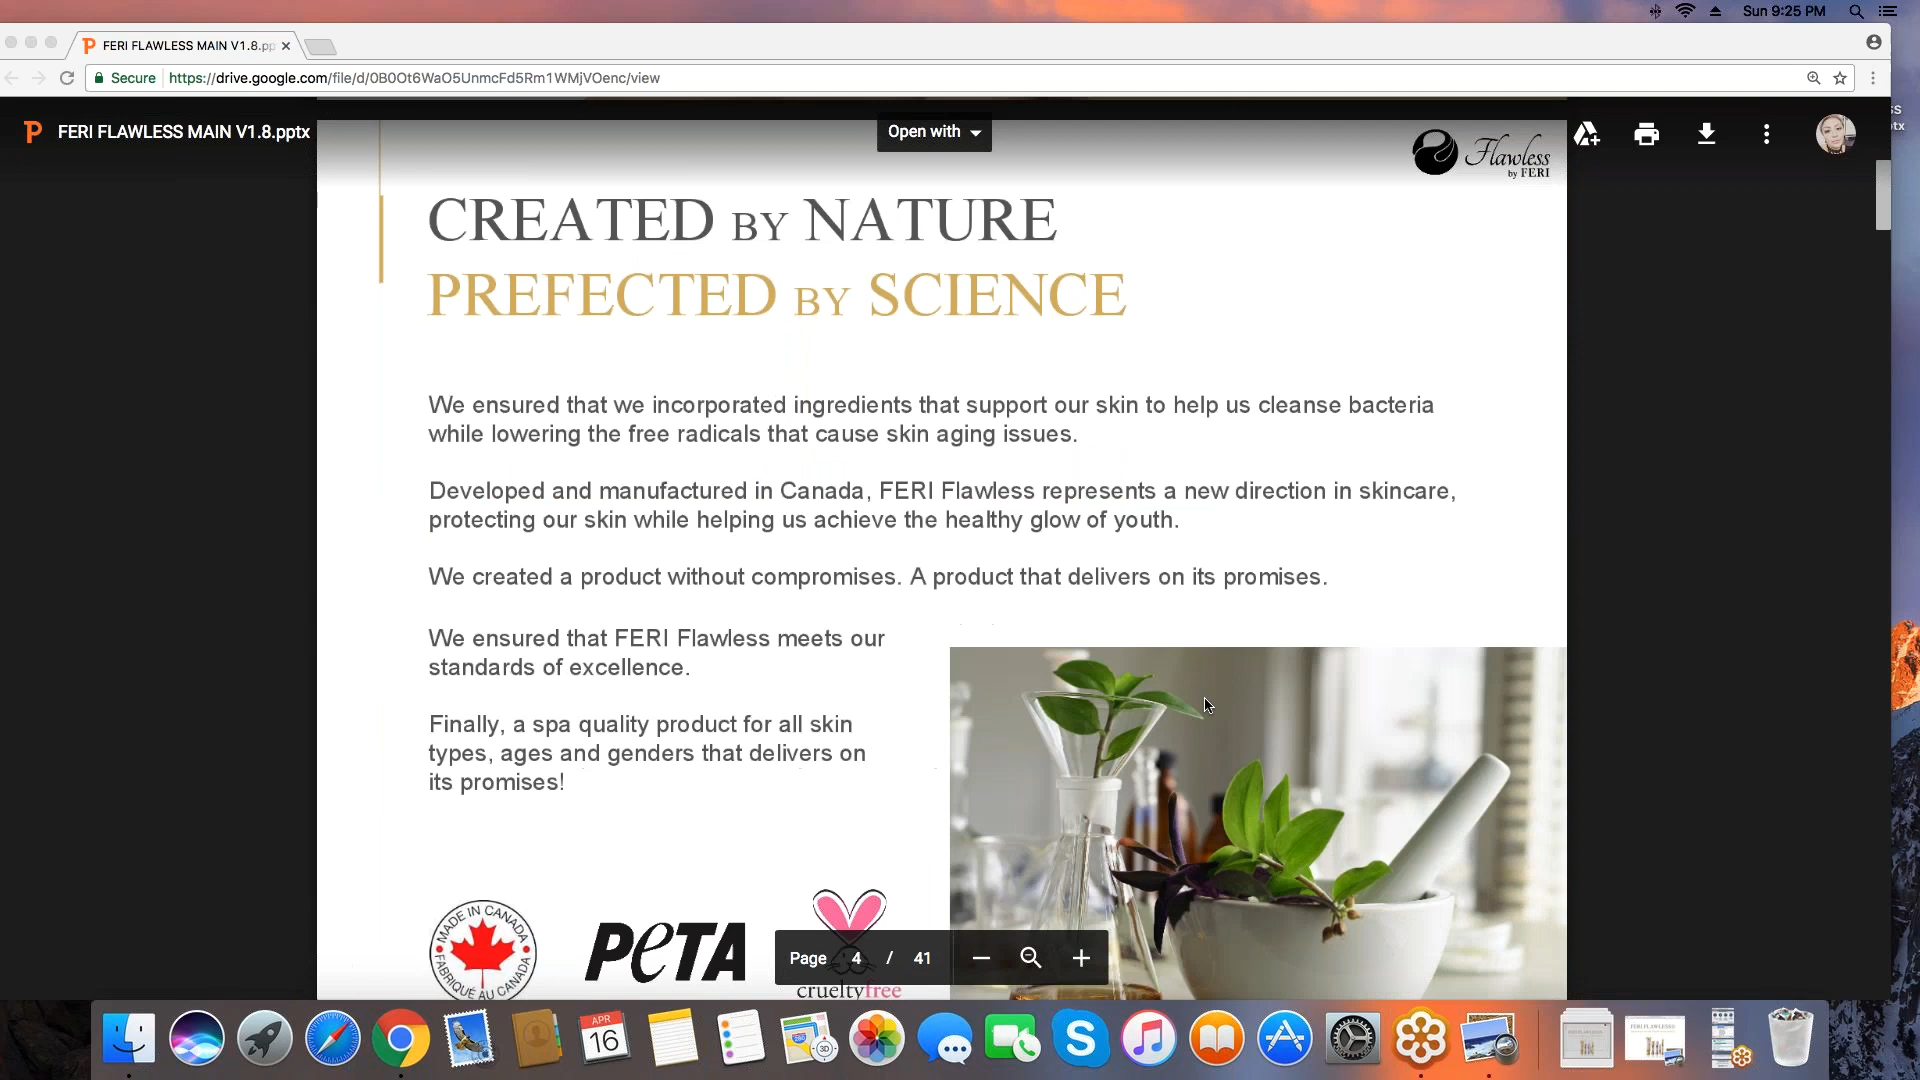 Sun 9:25 PM
FERI FLAWLESS MAIN V1.8.pp
Secure https://drive.google.com/file/d/0B0Ot6WaO5UnmcFd5Rm1WMjVOenc/view
FERI FLAWLESS MAIN V1.8.pptx
Open with
Flawless
by FERI
CREATED BY NATURE
PREFECTED BY SCIENCE
We ensured that we incorporated ingredients that support our skin to help us cleanse bacteria
while lowering the free radicals that cause skin aging issues.
Developed and manufactured in Canada, FERI Flawless represents a new direction in skincare,
protecting our skin while helping us achieve the healthy glow of youth.
We created a product without compromises. A product that delivers on its promises.
We ensured that FERI Flawless meets our
standards of excellence.
Finally, a spa quality product for all skin
types, ages and genders that delivers on
its promises!
MADE IN CANADA
FABRIQUÉ AU CANADA
PETA
crueltyfree
Page 4 / 41
APR
16
3D